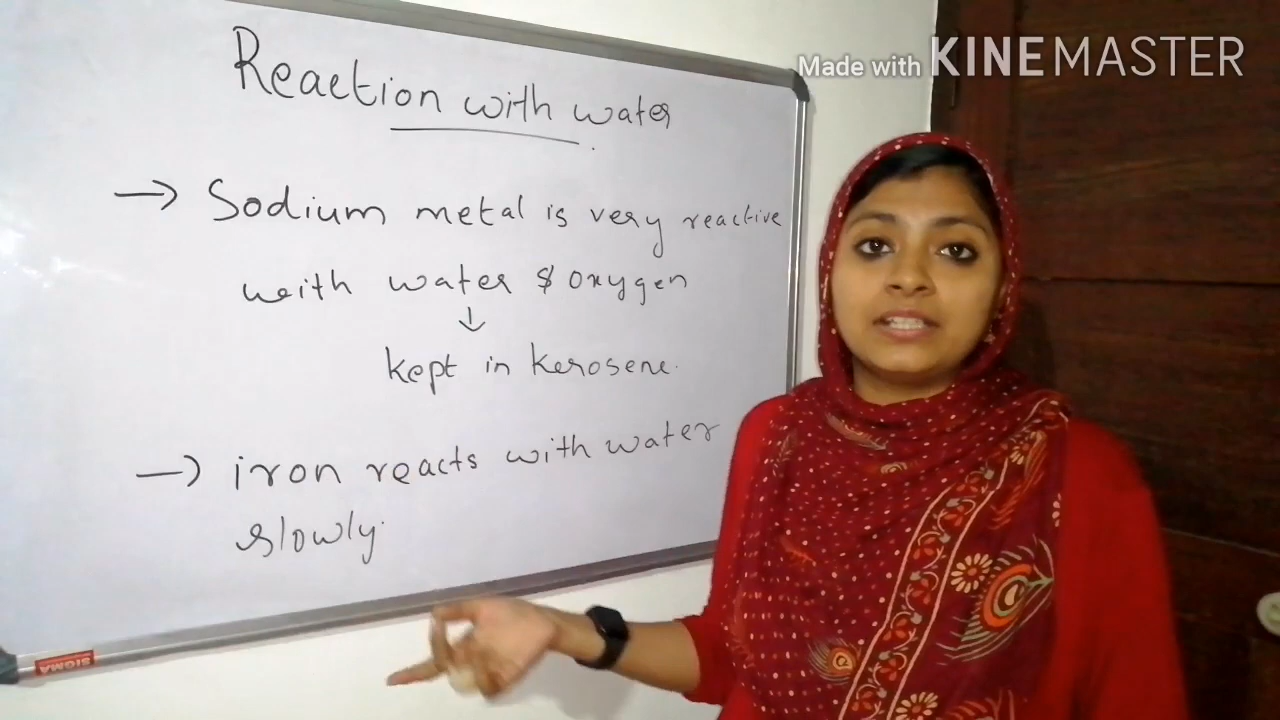 Made with KINEMASTER
Reaction with water
→ Sodium metal is very reactive
with water & oxygen
↓
kept in kerosene.
→ iron reacts with water
slowly.
SIGMA